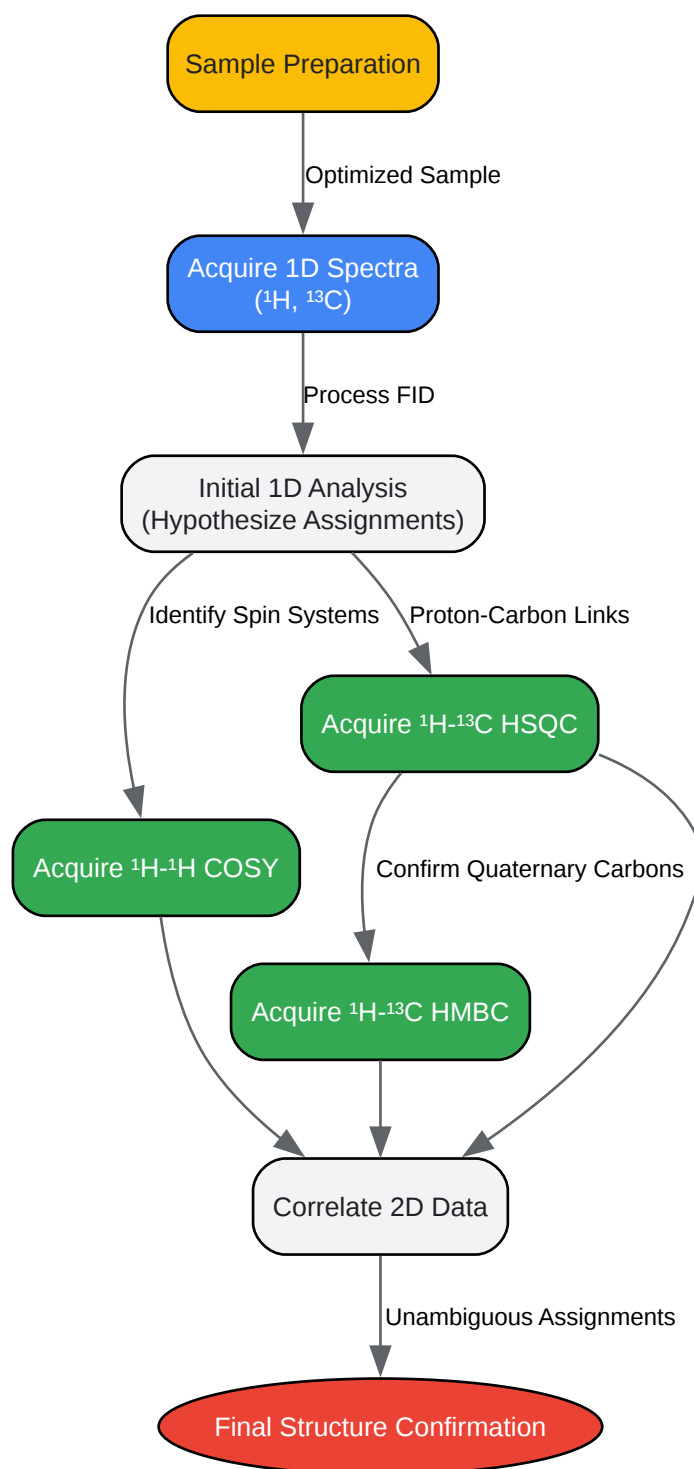 Sample Preparation
Optimized Sample
Acquire 1D Spectra
(¹H, ¹³C)
Process FID
Initial 1D Analysis
(Hypothesize Assignments)
Identify Spin Systems
Proton-Carbon Links
Acquire ¹H-¹³C HSQC
Acquire ¹H-¹H COSY
Confirm Quaternary Carbons
Acquire ¹H-¹³C HMBC
Correlate 2D Data
Unambiguous Assignments
Final Structure Confirmation